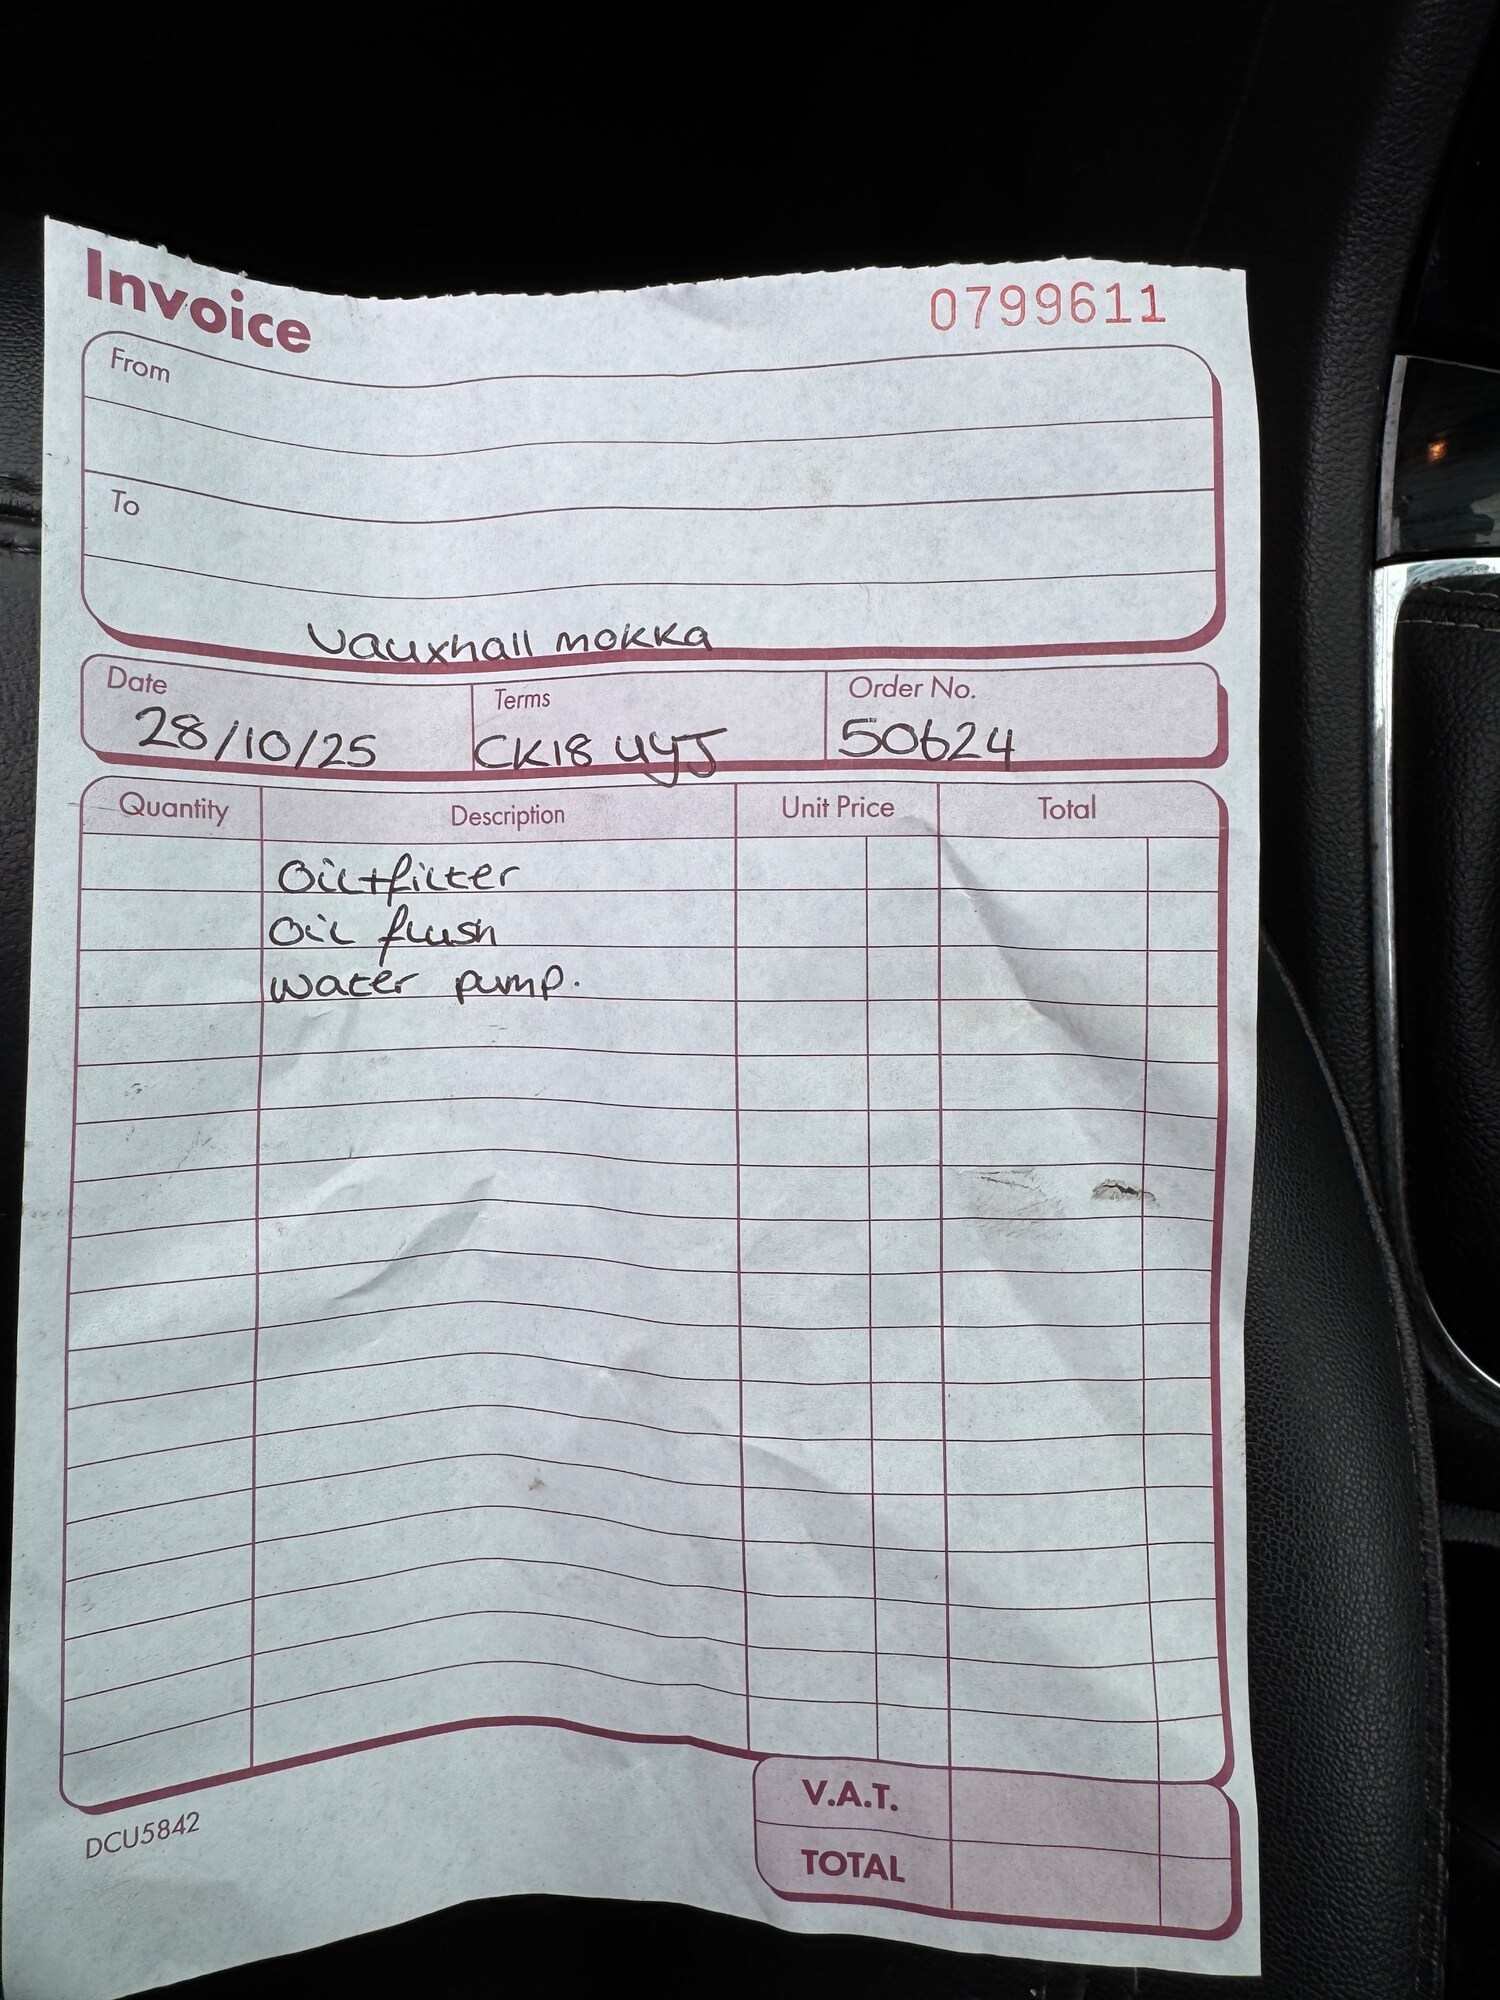 Invoice 0799611
From
To
Vauxhall mokka
Date Terms Order No.
28/10/25 CK18 UYJ 50624
Quantity Description Unit Price Total
Oil+filter
Oil flush
Water pump.
V.A.T.
DCU5842
TOTAL